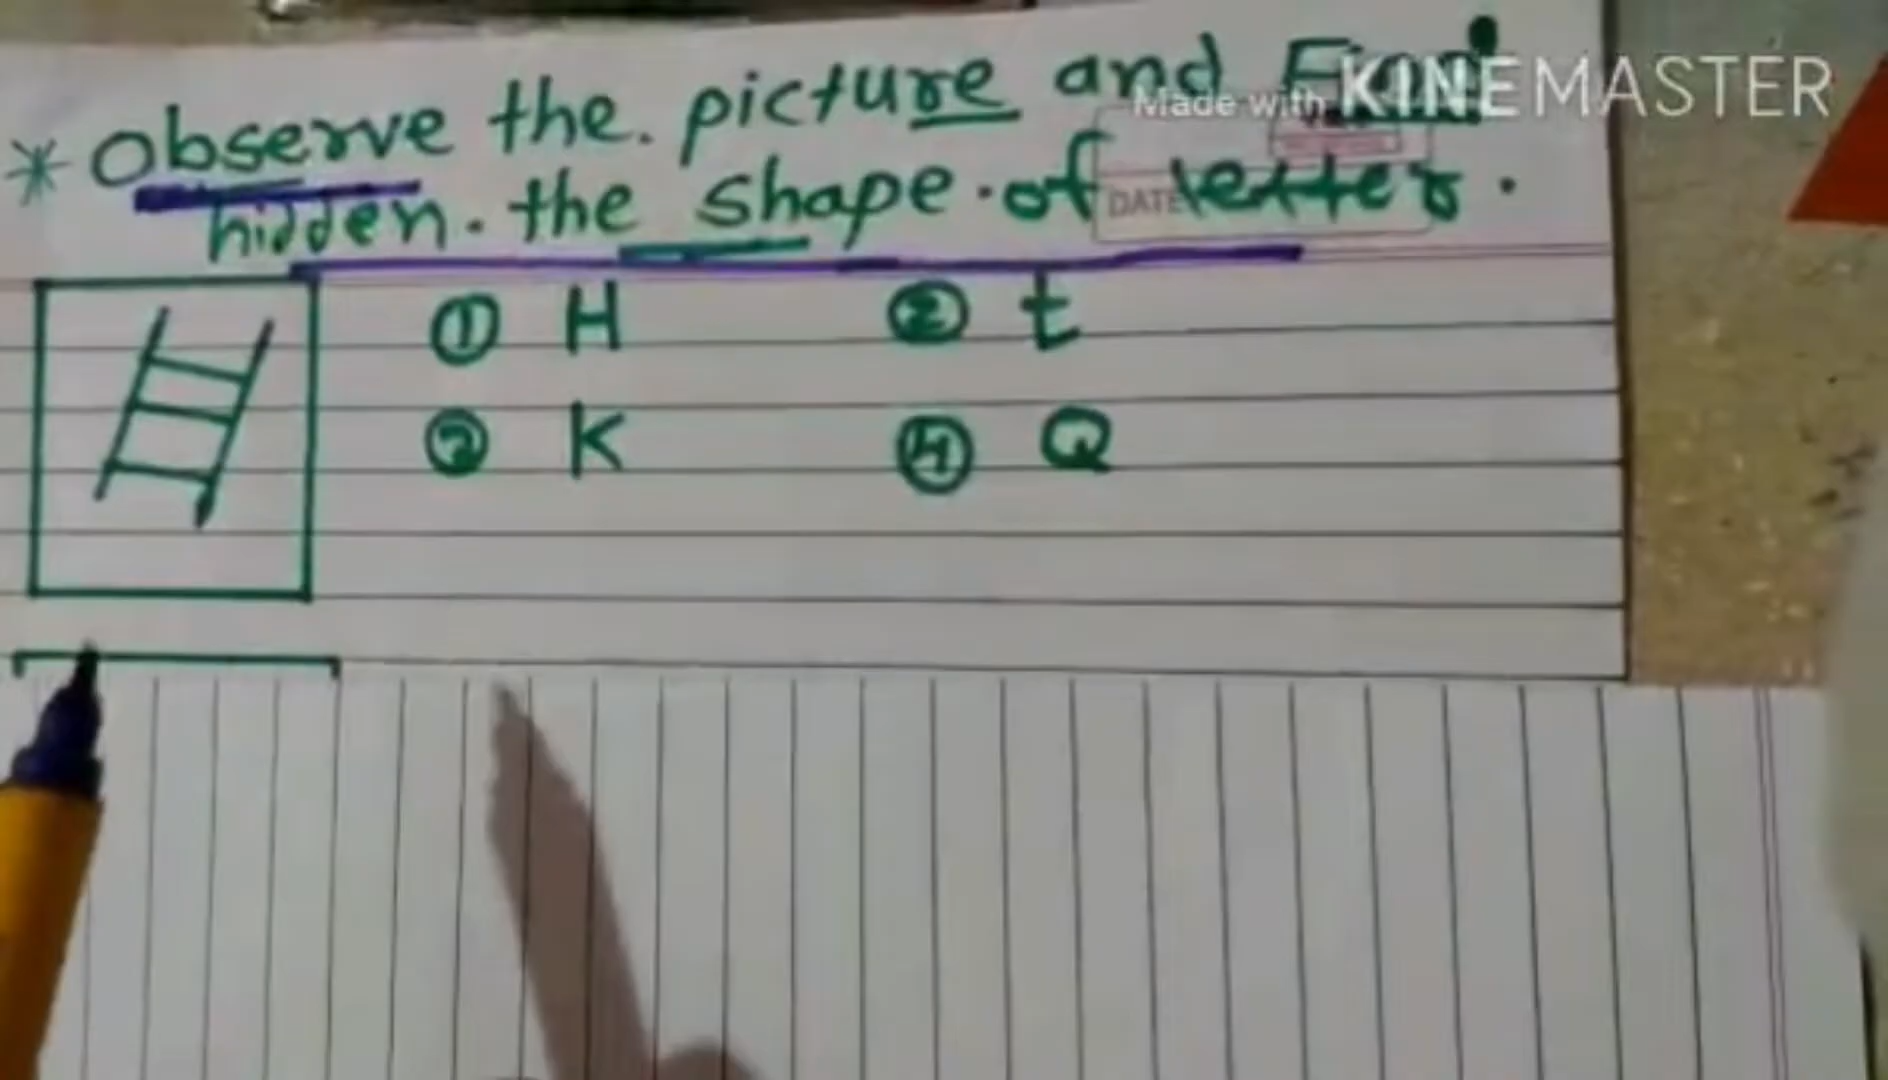 * Observe the. picture and Find
Made with KINEMASTER
hidden. the shape. of letter.
DATE
① H ② t
③ K ④ Q